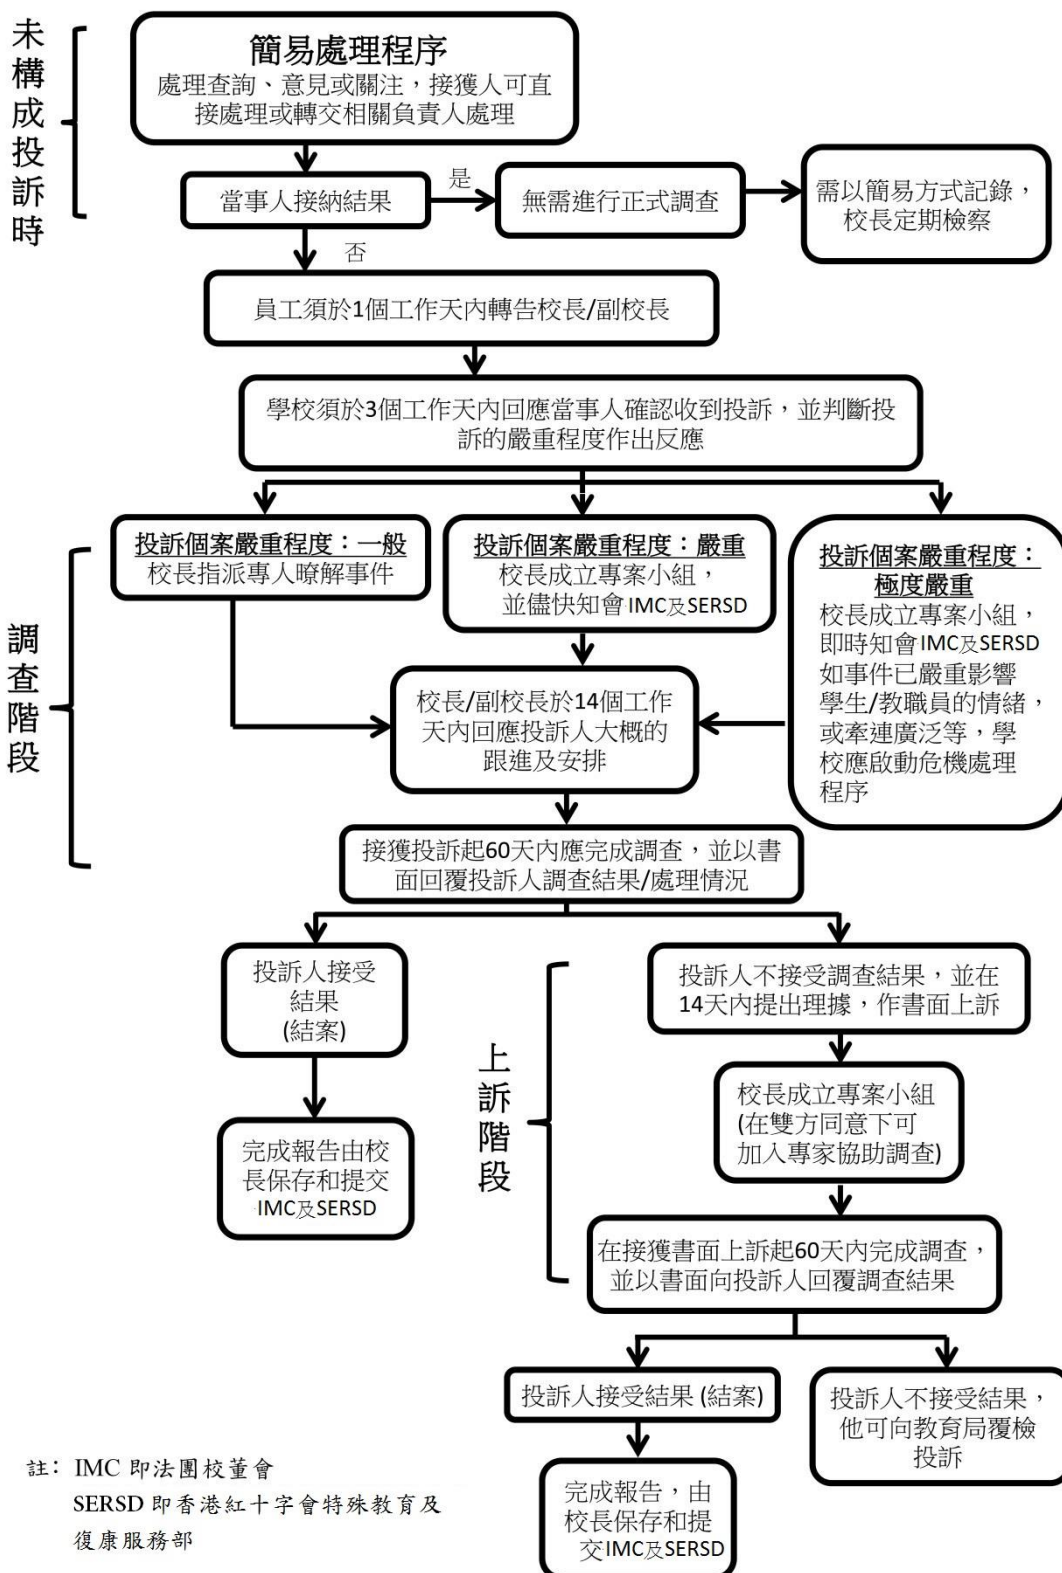 未構成投訴時
簡易處理程序
處理查詢、意見或關注，接獲人可直
接處理或轉交相關負責人處理
當事人接納結果
是
無需進行正式調查
需以簡易方式記錄，
校長定期檢察
否
員工須於1個工作天內轉告校長/副校長
學校須於3個工作天內回應當事人確認收到投訴，並判斷投
訴的嚴重程度作出反應
調查階段
投訴個案嚴重程度：一般
校長指派專人瞭解事件
投訴個案嚴重程度：嚴重
校長成立專案小組，
並儘快知會IMC及SERSD
投訴個案嚴重程度：
極度嚴重
校長成立專案小組，
即時知會IMC及SERSD
如事件已嚴重影響
學生/教職員的情緒，
或牽連廣泛等，學
校應啟動危機處理
程序
校長/副校長於14個工作
天內回應投訴人大概的
跟進及安排
接獲投訴起60天內應完成調查，並以書
面回覆投訴人調查結果/處理情況
投訴人接受
結果
(結案)
完成報告由校
長保存和提交
IMC及SERSD
上訴階段
投訴人不接受調查結果，並在
14天內提出理據，作書面上訴
校長成立專案小組
(在雙方同意下可
加入專家協助調查)
在接獲書面上訴起60天內完成調查，
並以書面向投訴人回覆調查結果
投訴人接受結果 (結案)
完成報告，由
校長保存和提
交IMC及SERSD
投訴人不接受結果，
他可向教育局覆檢
投訴
註：IMC 即法團校董會
SERSD 即香港紅十字會特殊教育及
復康服務部